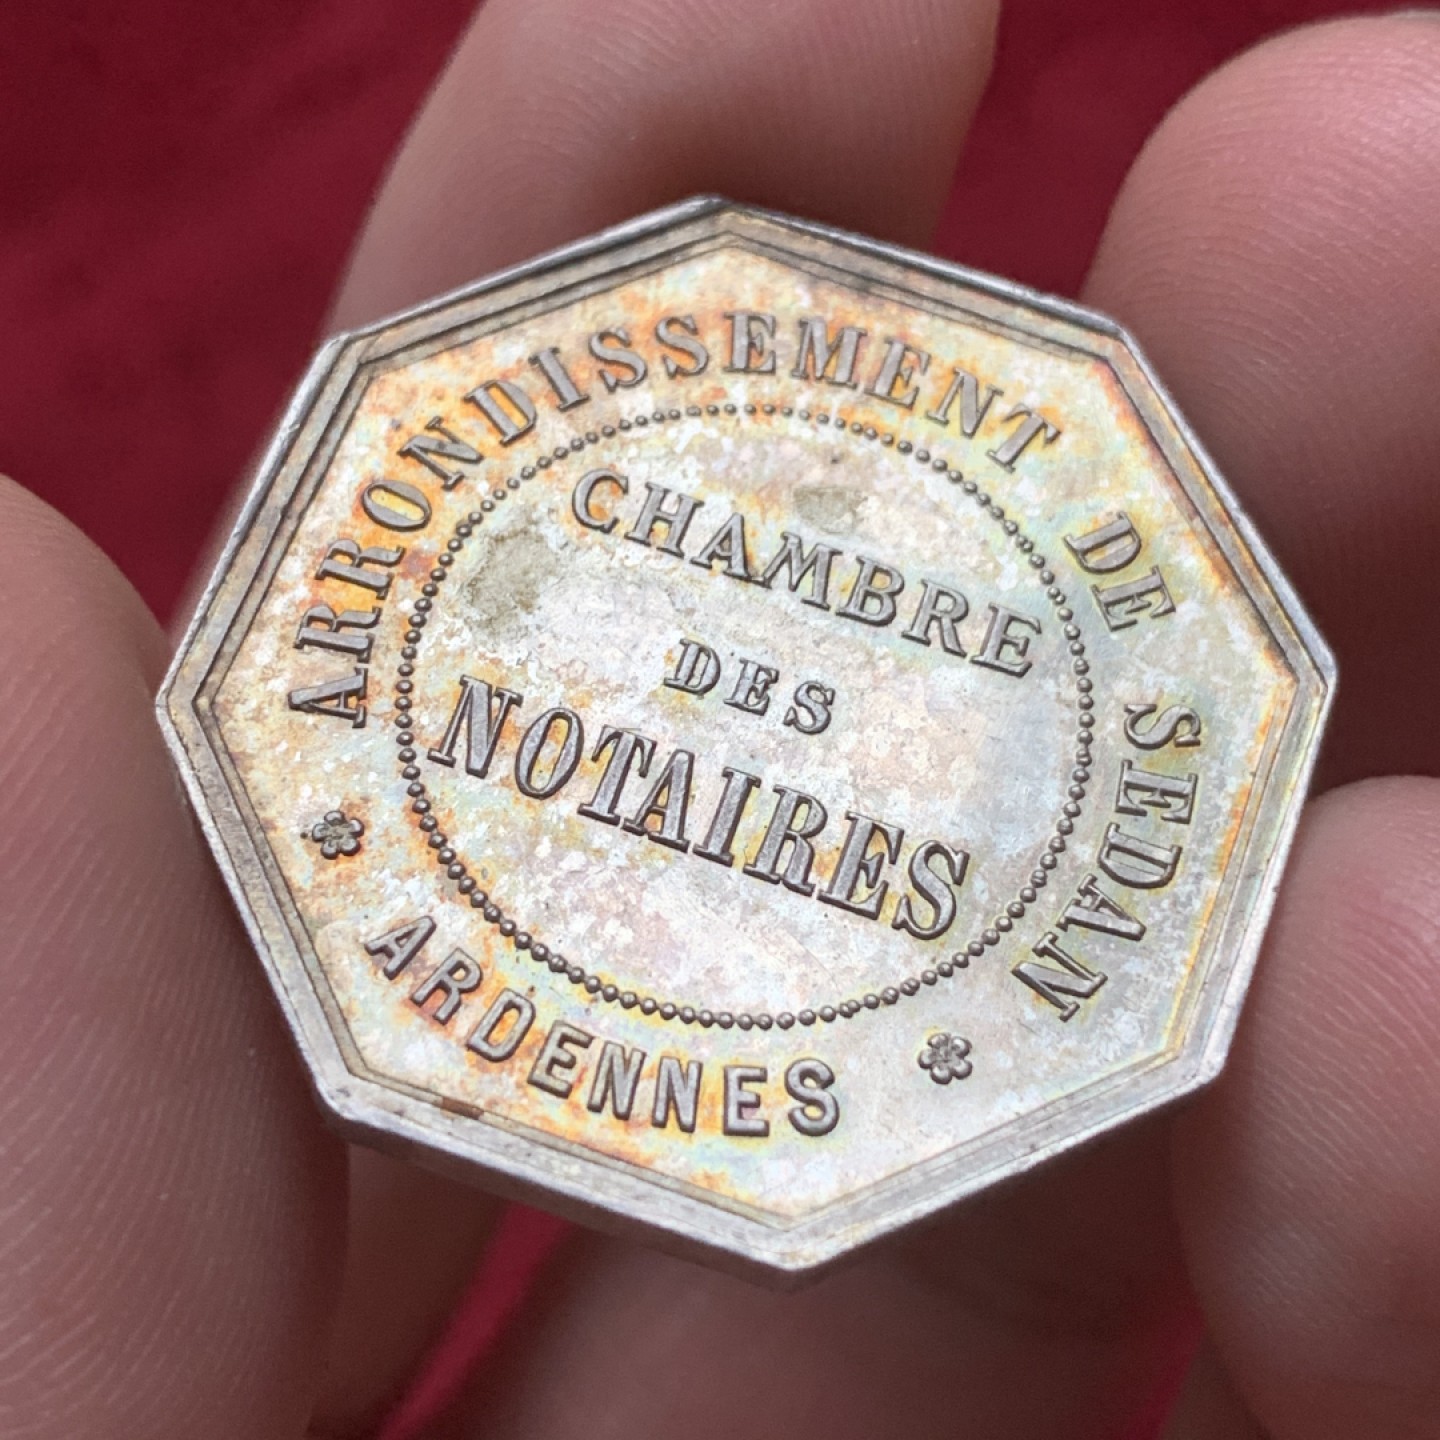 ARRONDISSEMENT DE SEDAN
CHAMBRE
DES
NOTAIRES
ARDENNES